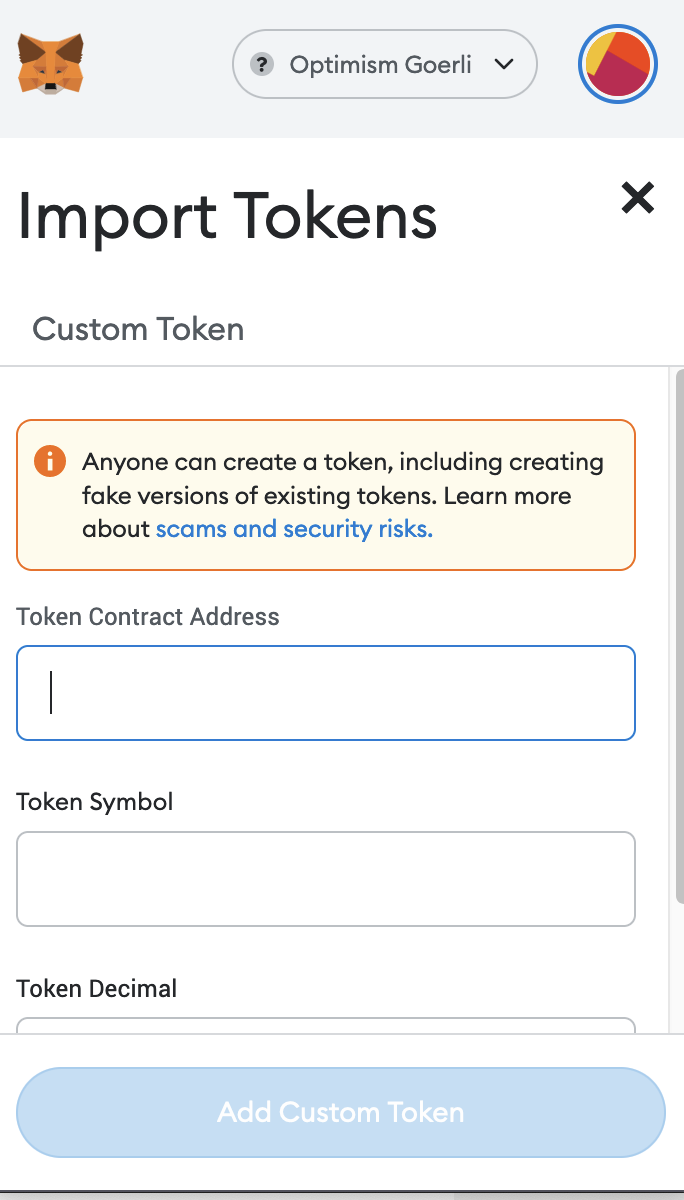 ? Optimism Goerli
Import Tokens
Custom Token
Anyone can create a token, including creating
fake versions of existing tokens. Learn more
about scams and security risks.
Token Contract Address
Token Symbol
Token Decimal
Add Custom Token